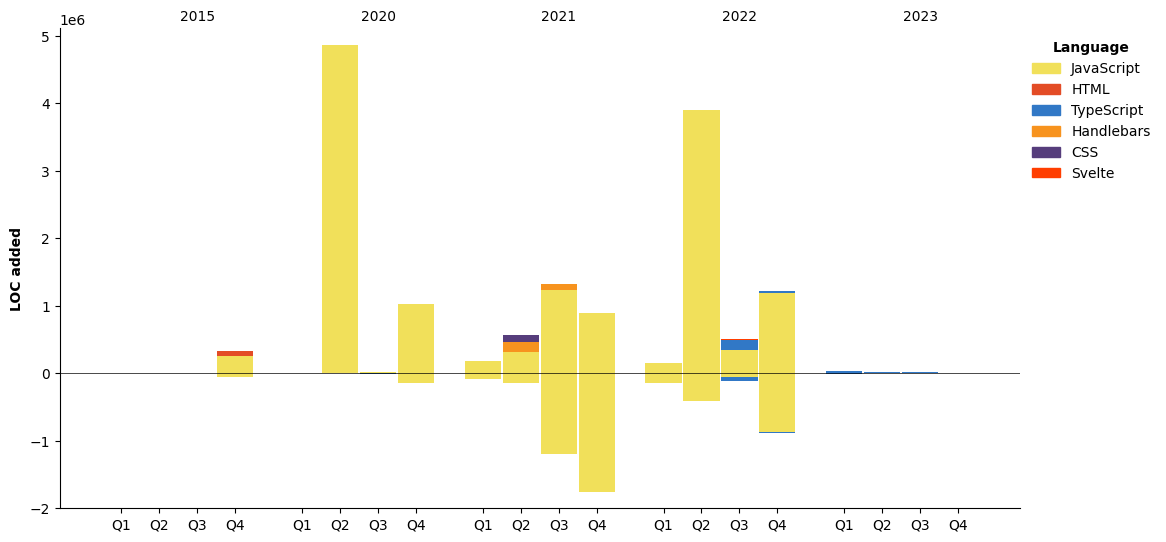 2015 2020 2021 2022 2023
1e6
5
4
3
2
1
0
−1
−2
LOC added
Q1 Q2 Q3 Q4 Q1 Q2 Q3 Q4 Q1 Q2 Q3 Q4 Q1 Q2 Q3 Q4 Q1 Q2 Q3 Q4
Language
JavaScript
HTML
TypeScript
Handlebars
CSS
Svelte